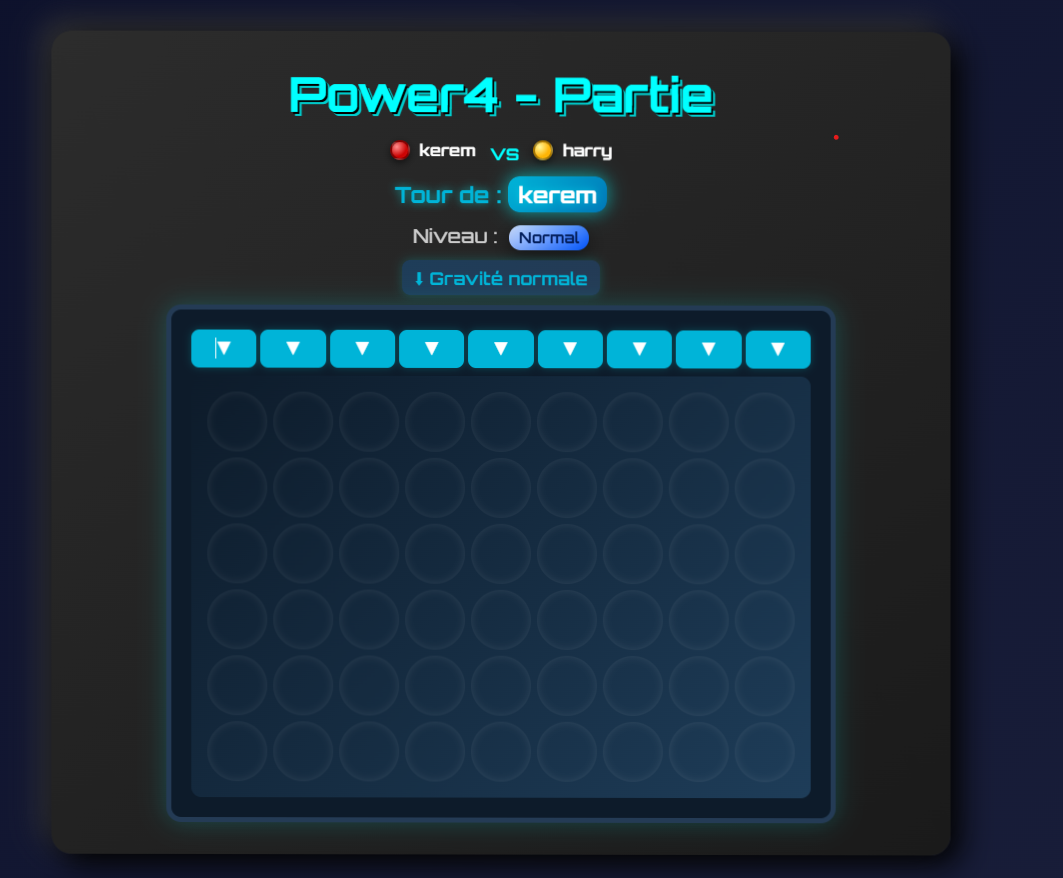 Power4 - Partie
kerem VS harry
Tour de : kerem
Niveau : Normal
⬇ Gravité normale
▼ ▼ ▼ ▼ ▼ ▼ ▼ ▼ ▼